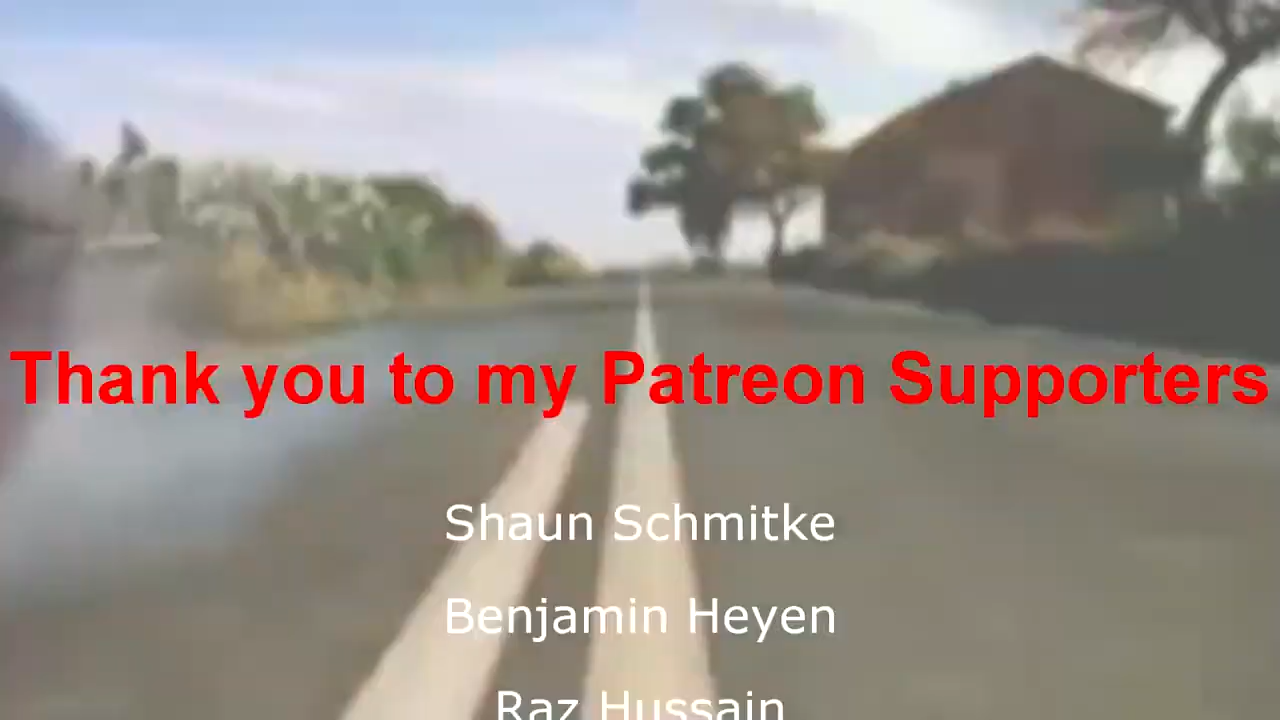 Thank you to my Patreon Supporters
Shaun Schmitke
Benjamin Heyen
Raz Hussain